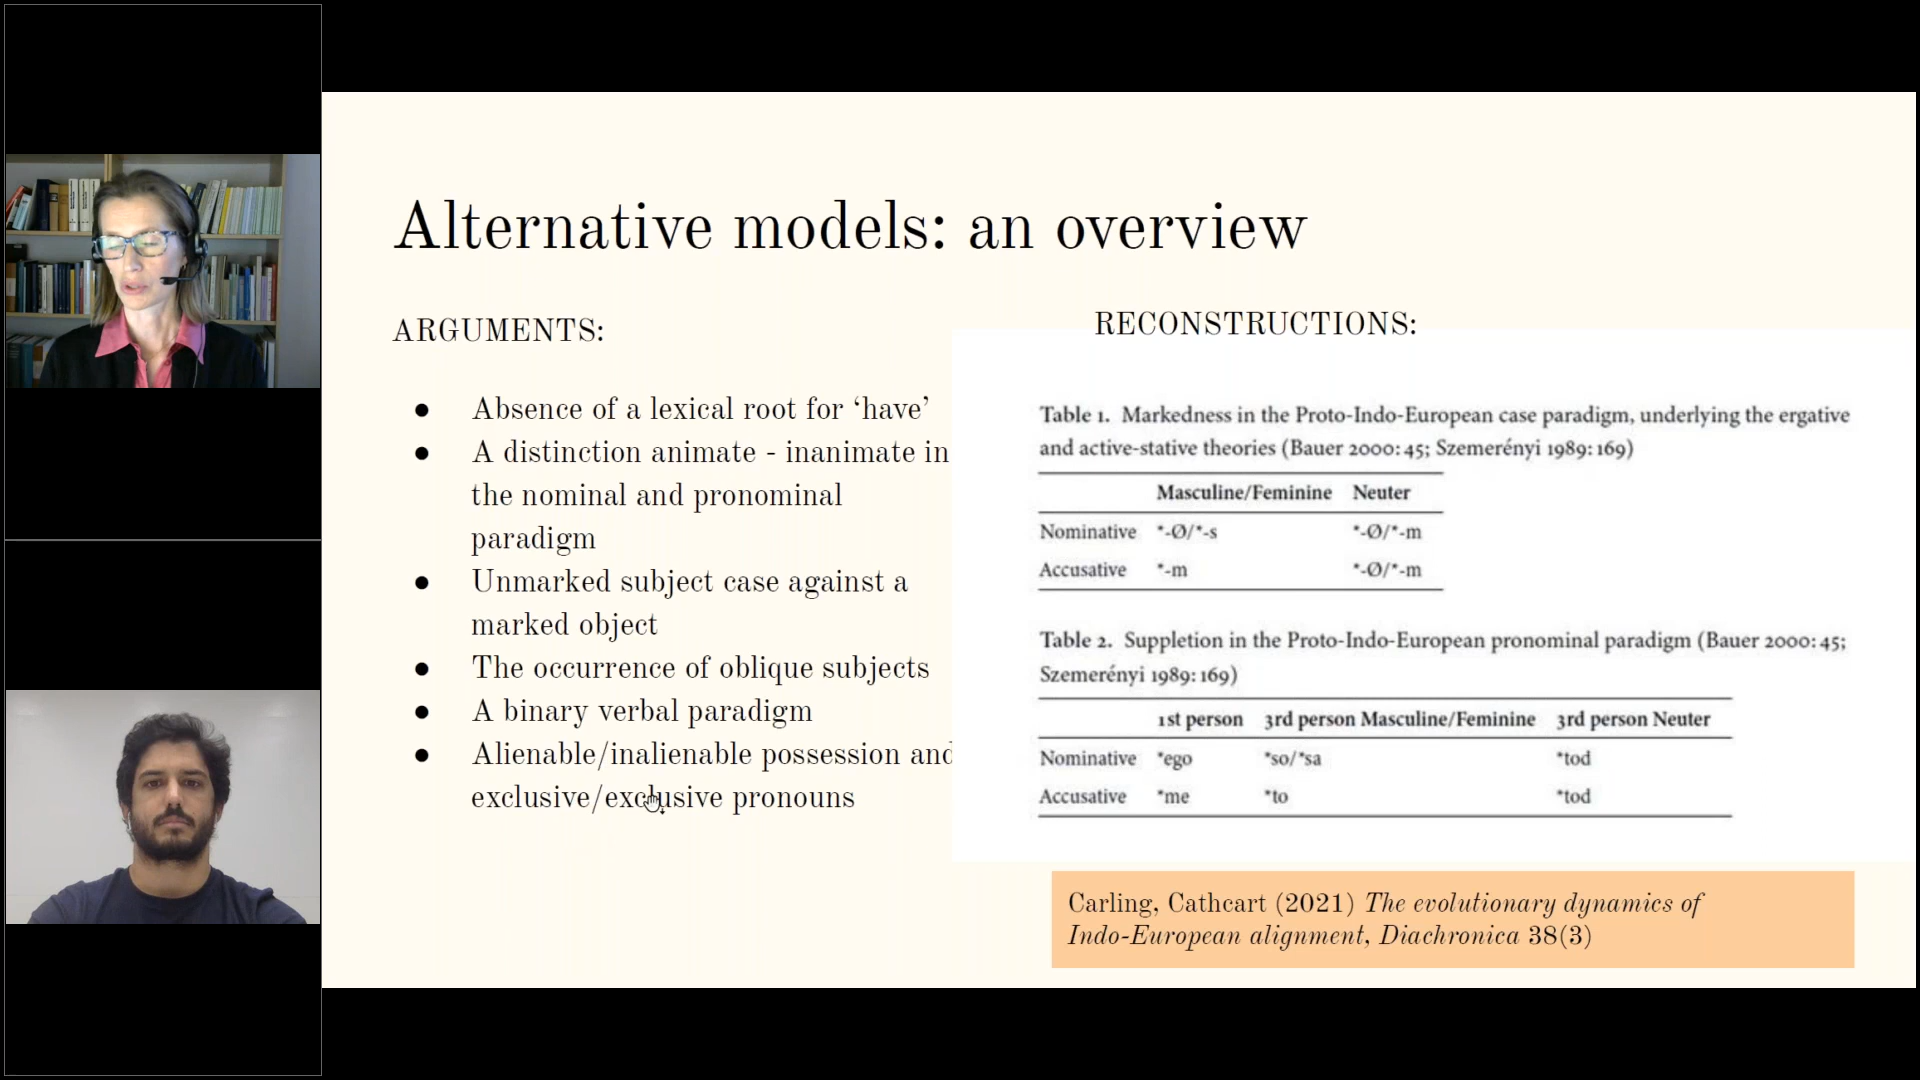 Alternative models: an overview
ARGUMENTS:
● Absence of a lexical root for ‘have’
● A distinction animate - inanimate in
the nominal and pronominal
paradigm
● Unmarked subject case against a
marked object
● The occurrence of oblique subjects
● A binary verbal paradigm
● Alienable/inalienable possession and
exclusive/exclusive pronouns
RECONSTRUCTIONS:
Table 1. Markedness in the Proto-Indo-European case paradigm, underlying the ergative
and active-stative theories (Bauer 2000: 45; Szemerényi 1989: 169)
Masculine/Feminine Neuter
Nominative *-Ø/*-s *-Ø/*-m
Accusative *-m *-Ø/*-m
Table 2. Suppletion in the Proto-Indo-European pronominal paradigm (Bauer 2000: 45;
Szemerényi 1989: 169)
1st person 3rd person Masculine/Feminine 3rd person Neuter
Nominative *ego *so/*sa *tod
Accusative *me *to *tod
Carling, Cathcart (2021) The evolutionary dynamics of
Indo-European alignment, Diachronica 38(3)